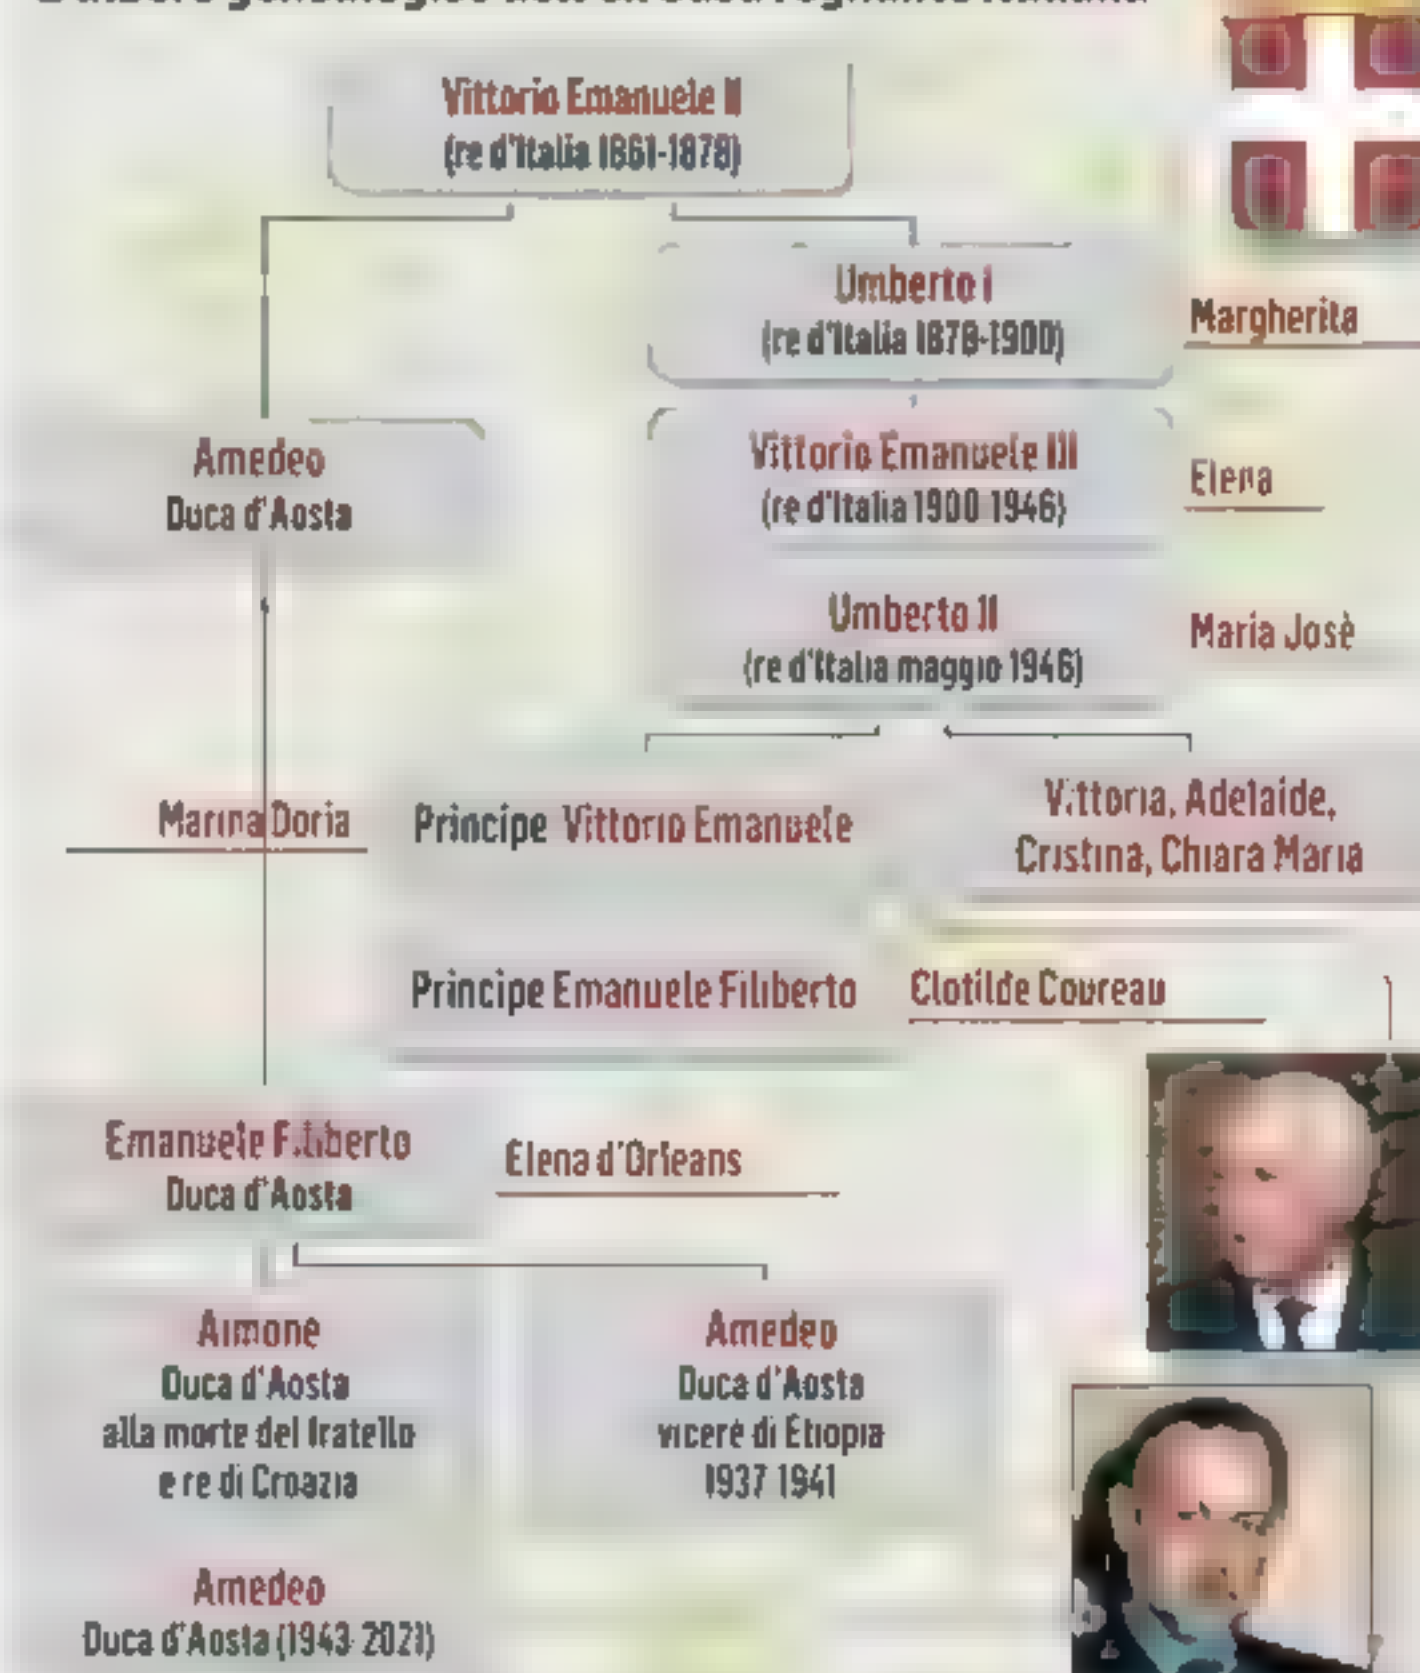 Vittorio Emanuele II
(re d'Italia 1861-1878)
Umberto I
(re d'Italia 1878-1900)
Margherita
Vittorio Emanuele III
(re d'Italia 1900 1946)
Elena
Amedeo
Duca d'Aosta
Umberto II
(re d'Italia maggio 1946)
Maria Josè
Marina Doria
Principe Vittorio Emanuele
Vittoria, Adelaide,
Cristina, Chiara Maria
Principe Emanuele Filiberto
Clotilde Coureau
Emanuele Filiberto
Duca d'Aosta
Elena d'Orleans
Aimone
Duca d'Aosta
alla morte del fratello
e re di Croazia
Amedeo
Duca d'Aosta
viceré di Etiopia
1937 1941
Amedeo
Duca d'Aosta (1943-2021)